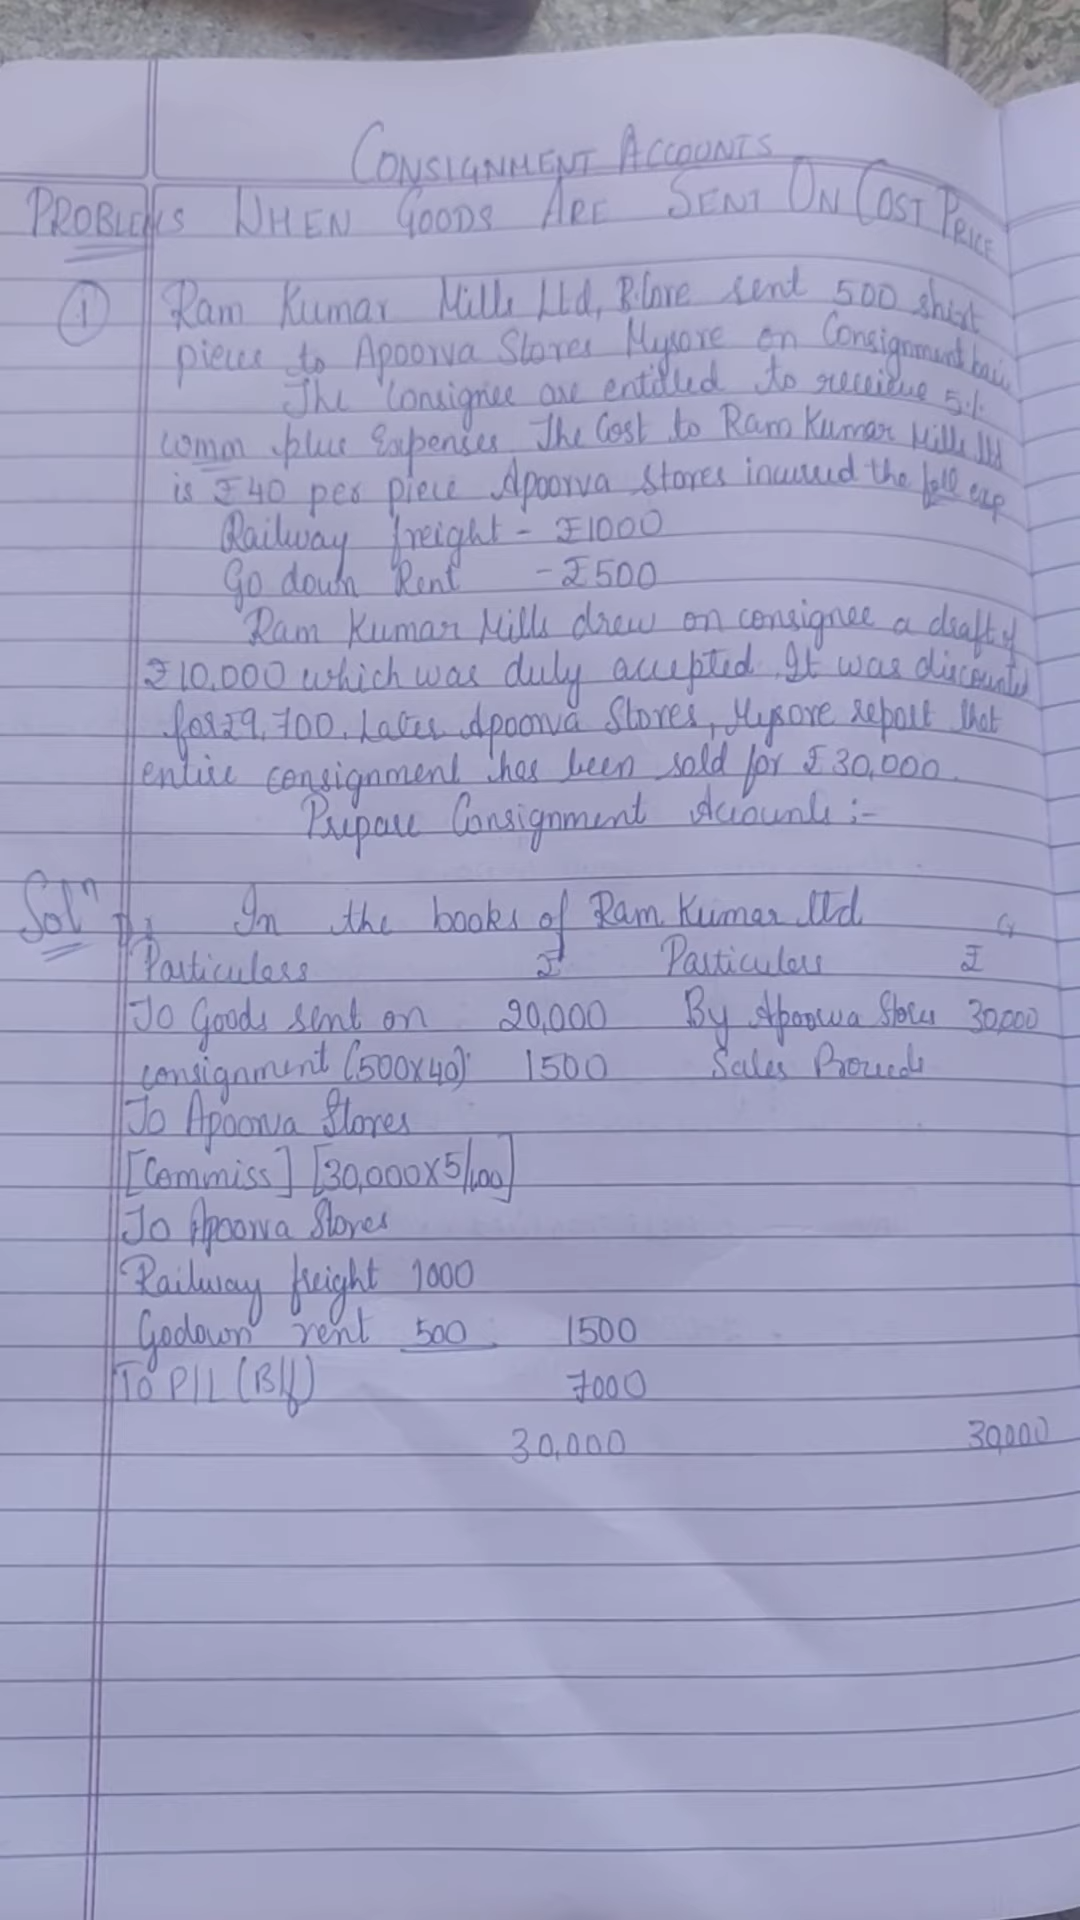 CONSIGNMENT ACCOUNTS
PROBLEMS WHEN GOODS ARE SENT ON COST PRICE
① Ram Kumar Mills Ltd, B.lore sent 500 shirt
pieces to Apoorva Stores Mysore on Consignment basis
The Consignee are entitled to receieve 5%
comm plus Expenses. The Cost to Ram Kumar Mills ltd
is ₹40 per piece Apoorva stores incurred the foll exp
Railway freight - ₹1000
Go down Rent - ₹500
Ram Kumar Mills drew on consignee a draft of
₹10,000 which was duly accepted. It was discounted
for ₹9,700. Later Apoorva Stores, Mysore report that
entire consignment has been sold for ₹30,000.
Prepare Consignment Accounts :-
Solⁿ Dr In the books of Ram Kumar ltd Cr
Particulars ₹ Particulars ₹
To Goods sent on 20,000 By Apoorva Stores 30,000
consignment (500x40) 1500 Sales Proceeds
To Apoorva Stores
[Commiss] [30,000x5/100]
To Apoorva Stores
Railway freight 1000
Godown rent 500 1500
To P/L (B/f) 7000
30,000 30,000